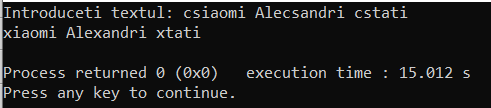 Introduceti textul: csiaomi Alecsandri cstati
xiaomi Alexandri xtati
Process returned 0 (0x0)   execution time : 15.012 s
Press any key to continue.